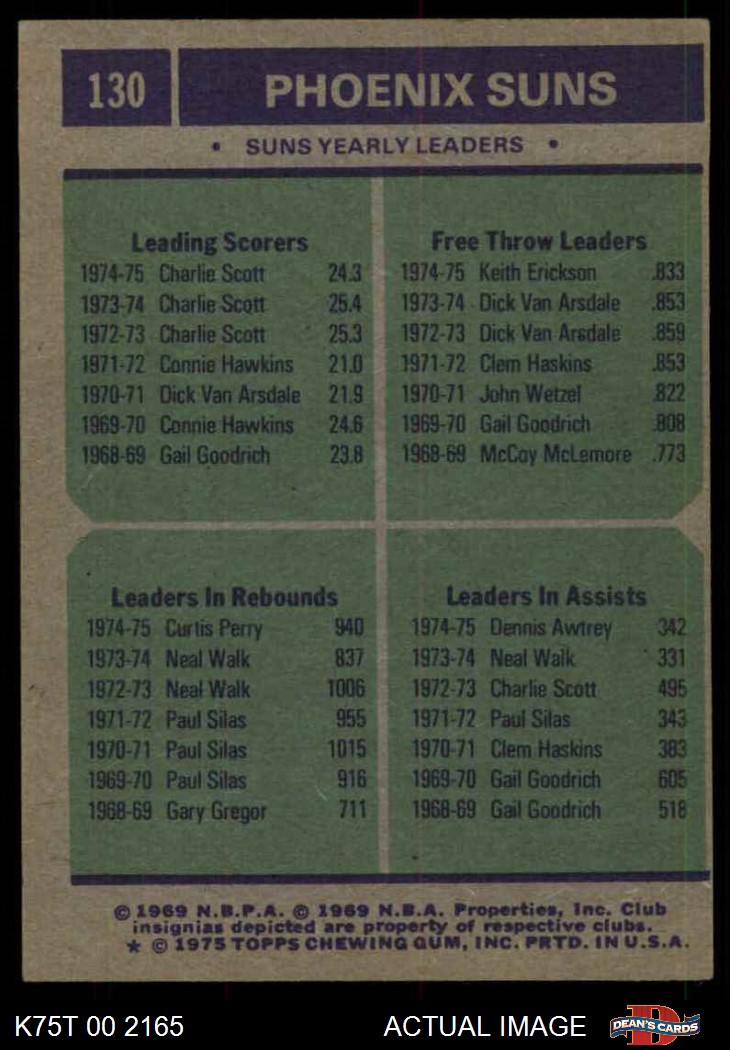 130 PHOENIX SUNS
• SUNS YEARLY LEADERS •
Leading Scorers
1974-75 Charlie Scott 24.3
1973-74 Charlie Scott 25.4
1972-73 Charlie Scott 25.3
1971-72 Connie Hawkins 21.0
1970-71 Dick Van Arsdale 21.9
1969-70 Connie Hawkins 24.6
1968-69 Gail Goodrich 23.8
Free Throw Leaders
1974-75 Keith Erickson .833
1973-74 Dick Van Arsdale .853
1972-73 Dick Van Arsdale .859
1971-72 Clem Haskins .853
1970-71 John Wetzel .822
1969-70 Gail Goodrich .808
1968-69 McCoy McLemore .773
Leaders In Rebounds
1974-75 Curtis Perry 940
1973-74 Neal Walk 837
1972-73 Neal Walk 1006
1971-72 Paul Silas 955
1970-71 Paul Silas 1015
1969-70 Paul Silas 916
1968-69 Gary Gregor 711
Leaders In Assists
1974-75 Dennis Awtrey 342
1973-74 Neal Walk 331
1972-73 Charlie Scott 495
1971-72 Paul Silas 343
1970-71 Clem Haskins 383
1969-70 Gail Goodrich 605
1968-69 Gail Goodrich 518
© 1969 N.B.P.A. © 1969 N.B.A. Properties, Inc. Club
insignias depicted are property of respective clubs.
★ © 1975 TOPPS CHEWING GUM, INC. PRTD. IN U.S.A.
K75T 00 2165 ACTUAL IMAGE D DEAN'S CARDS